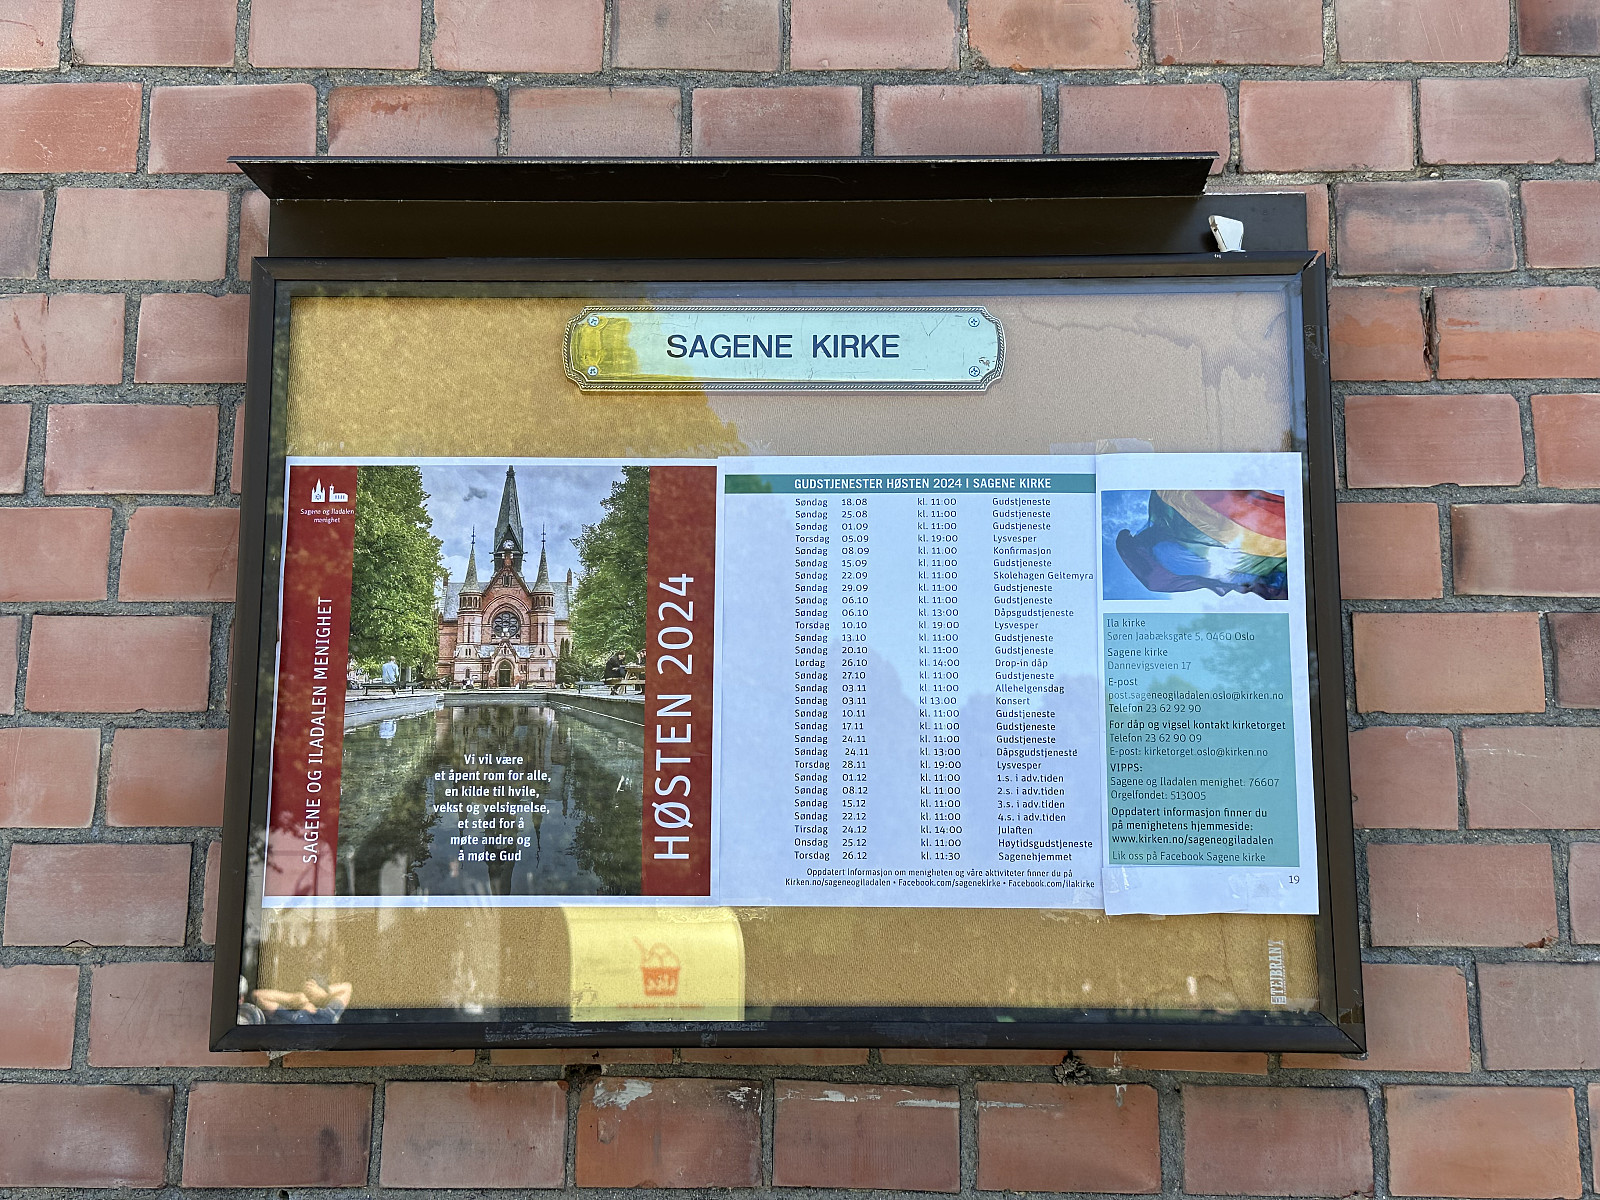 SAGENE KIRKE
Sagene og Iladalen
menighet
SAGENE OG ILADALEN MENIGHET
Vi vil være
et åpent rom for alle,
en kilde til hvile,
vekst og velsignelse,
et sted for å
møte andre og
å møte Gud
HØSTEN 2024
GUDSTJENESTER HØSTEN 2024 I SAGENE KIRKE
Søndag 18.08 kl. 11:00 Gudstjeneste
Søndag 25.08 kl. 11:00 Gudstjeneste
Søndag 01.09 kl. 11:00 Gudstjeneste
Torsdag 05.09 kl. 19:00 Lysvesper
Søndag 08.09 kl. 11:00 Konfirmasjon
Søndag 15.09 kl. 11:00 Gudstjeneste
Søndag 22.09 kl. 11:00 Skolehagen Geitemyra
Søndag 29.09 kl. 11:00 Gudstjeneste
Søndag 06.10 kl. 11:00 Gudstjeneste
Søndag 06.10 kl. 13:00 Dåpsgudstjeneste
Torsdag 10.10 kl. 19:00 Lysvesper
Søndag 13.10 kl. 11:00 Gudstjeneste
Søndag 20.10 kl. 11:00 Gudstjeneste
Lørdag 26.10 kl. 14:00 Drop-in dåp
Søndag 27.10 kl. 11:00 Gudstjeneste
Søndag 03.11 kl. 11:00 Allehelgensdag
Søndag 03.11 kl 13.00 Konsert
Søndag 10.11 kl. 11:00 Gudstjeneste
Søndag 17.11 kl. 11:00 Gudstjeneste
Søndag 24.11 kl. 11:00 Gudstjeneste
Søndag 24.11 kl. 13:00 Dåpsgudstjeneste
Torsdag 28.11 kl. 19:00 Lysvesper
Søndag 01.12 kl. 11:00 1.s. i adv.tiden
Søndag 08.12 kl. 11:00 2.s. i adv.tiden
Søndag 15.12 kl. 11:00 3.s. i adv.tiden
Søndag 22.12 kl. 11:00 4.s. i adv.tiden
Tirsdag 24.12 kl. 14:00 Julaften
Onsdag 25.12 kl. 11:00 Høytidsgudstjeneste
Torsdag 26.12 kl. 11:30 Sagenehjemmet
Oppdatert informasjon om menigheten og våre aktiviteter finner du på
Kirken.no/sageneogiladalen • Facebook.com/sagenekirke • Facebook.com/ilakirke
Ila kirke
Søren Jaabæksgate 5, 0460 Oslo
Sagene kirke
Dannevigsveien 17
E-post
post.sageneogiladalen.oslo@kirken.no
Telefon 23 62 92 90
For dåp og vigsel kontakt kirketorget
Telefon 23 62 90 09
E-post: kirketorget.oslo@kirken.no
VIPPS:
Sagene og Iladalen menighet: 76607
Orgelfondet: 513005
Oppdatert informasjon finner du
på menighetens hjemmeside:
www.kirken.no/sageneogiladalen
Lik oss på Facebook Sagene kirke
19
TEJBRANT